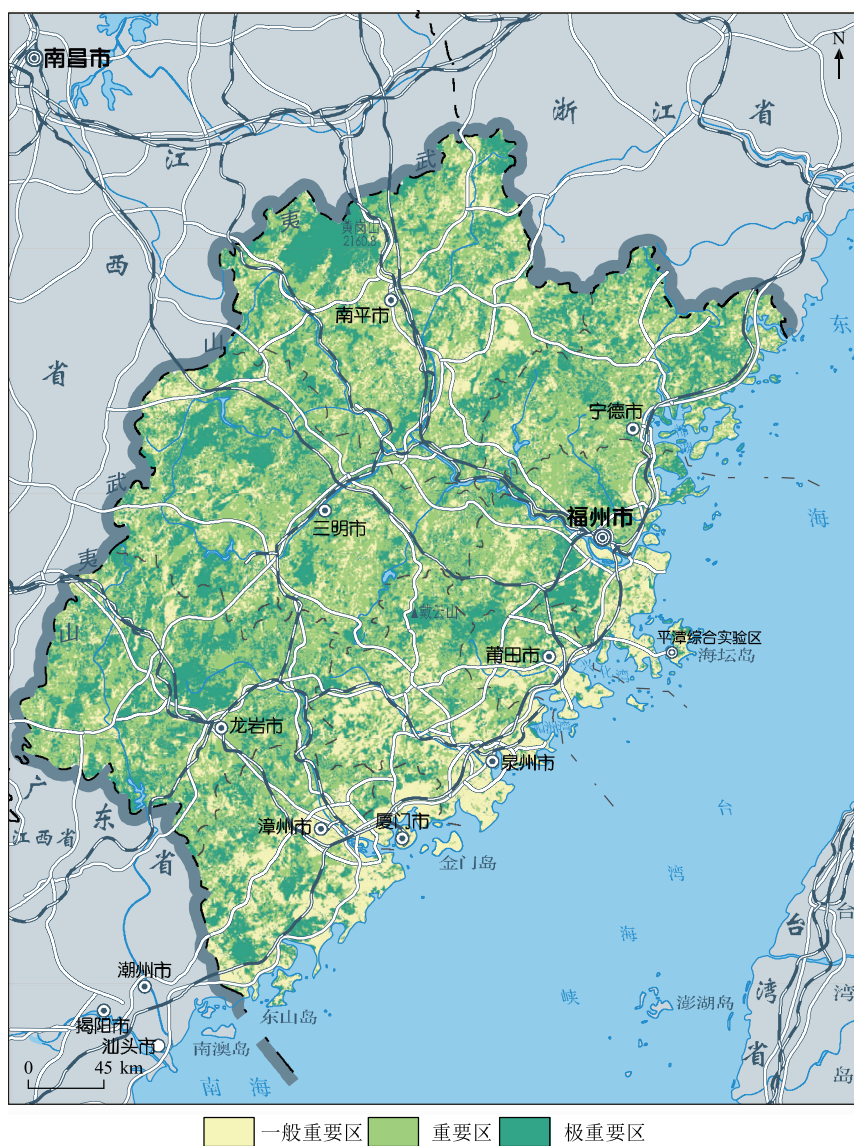 南昌市
N
浙江省
江西省
武夷山
黄岗山
2160.8
南平市
东海
宁德市
武夷山
三明市
福州市
戴云山
平潭综合实验区
海坛岛
莆田市
龙岩市
泉州市
广东省
江西省
漳州市
厦门市
金门岛
台湾海峡
台湾省
台湾岛
澎湖岛
潮州市
揭阳市
汕头市
东山岛
南澳岛
南海
0 45 km
一般重要区 重要区 极重要区